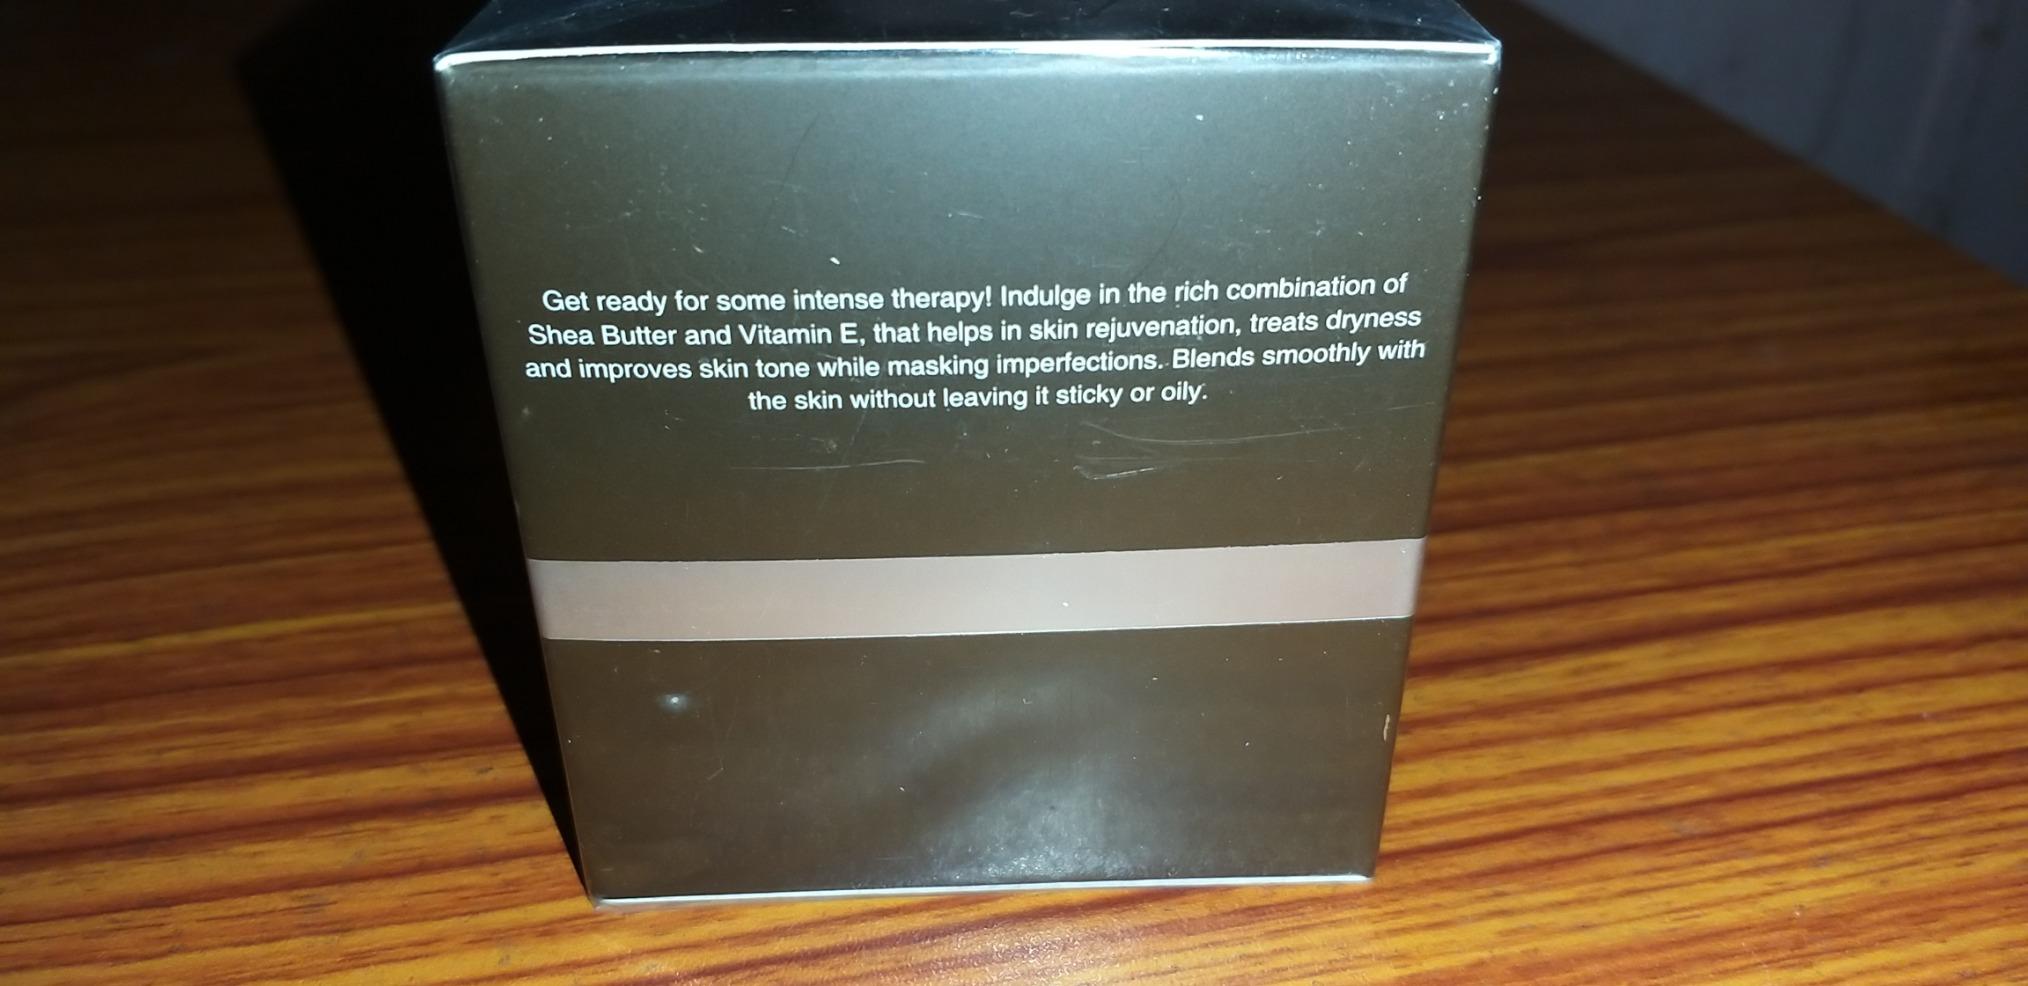 Get ready for some intense therapy! Indulge in the rich combination of
Shea Butter and Vitamin E, that helps in skin rejuvenation, treats dryness
and improves skin tone while masking imperfections. Blends smoothly with
the skin without leaving it sticky or oily.